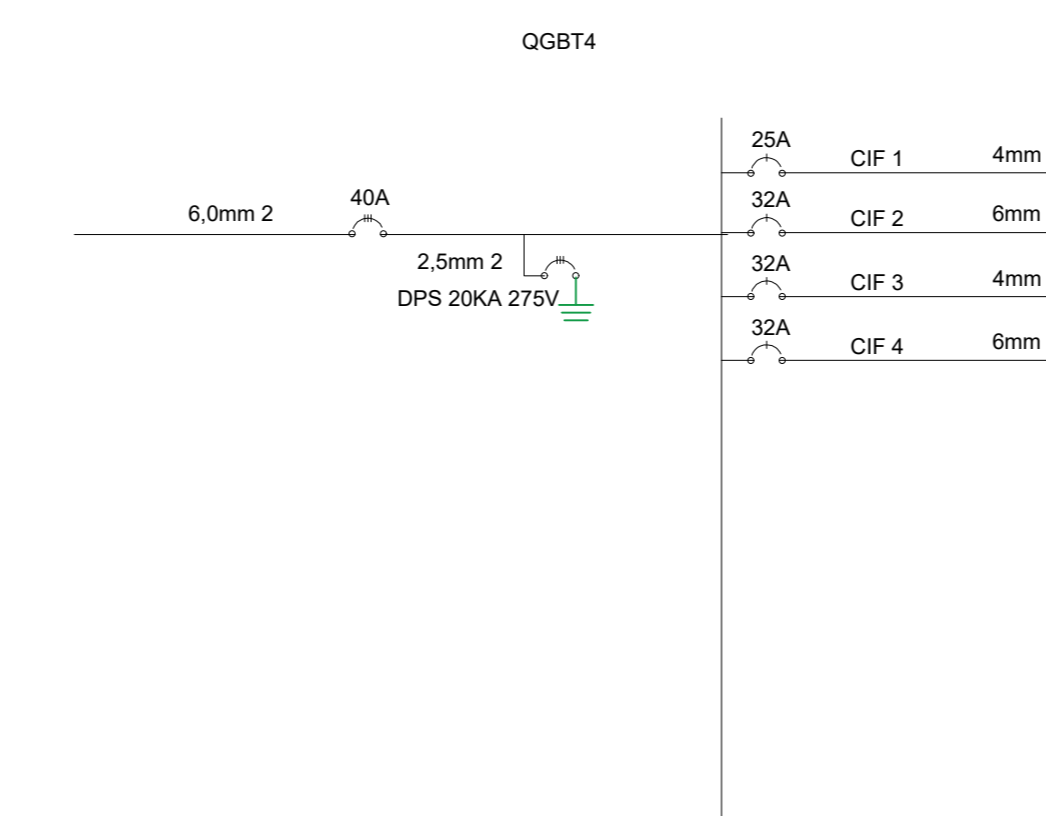 QGBT4
25A
CIF 1 4mm
40A
6,0mm 2
32A
CIF 2 6mm
2,5mm 2
DPS 20KA 275V
32A
CIF 3 4mm
32A
CIF 4 6mm